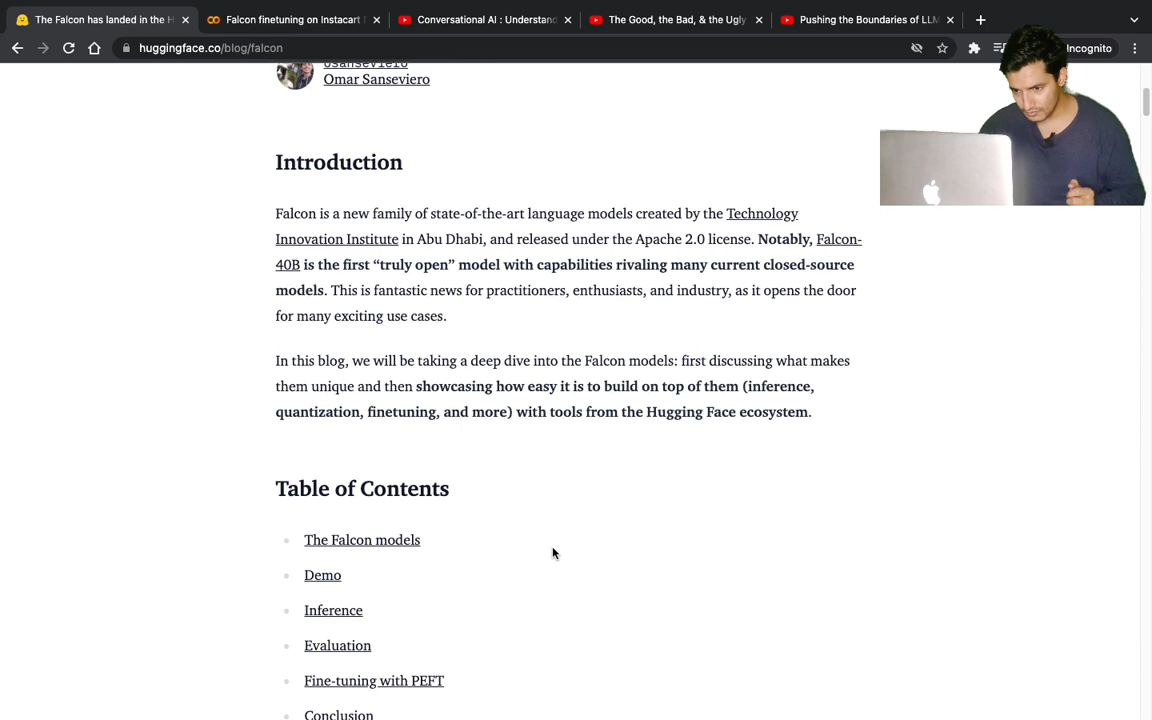 The Falcon has landed in the H
Falcon finetuning on Instacart
Conversational AI : Understand
The Good, the Bad, & the Ugly
Pushing the Boundaries of LLM
huggingface.co/blog/falcon
Incognito
osanseviero
Omar Sanseviero
Introduction
Falcon is a new family of state-of-the-art language models created by the Technology
Innovation Institute in Abu Dhabi, and released under the Apache 2.0 license. Notably, Falcon-
40B is the first “truly open” model with capabilities rivaling many current closed-source
models. This is fantastic news for practitioners, enthusiasts, and industry, as it opens the door
for many exciting use cases.
In this blog, we will be taking a deep dive into the Falcon models: first discussing what makes
them unique and then showcasing how easy it is to build on top of them (inference,
quantization, finetuning, and more) with tools from the Hugging Face ecosystem.
Table of Contents
The Falcon models
Demo
Inference
Evaluation
Fine-tuning with PEFT
Conclusion